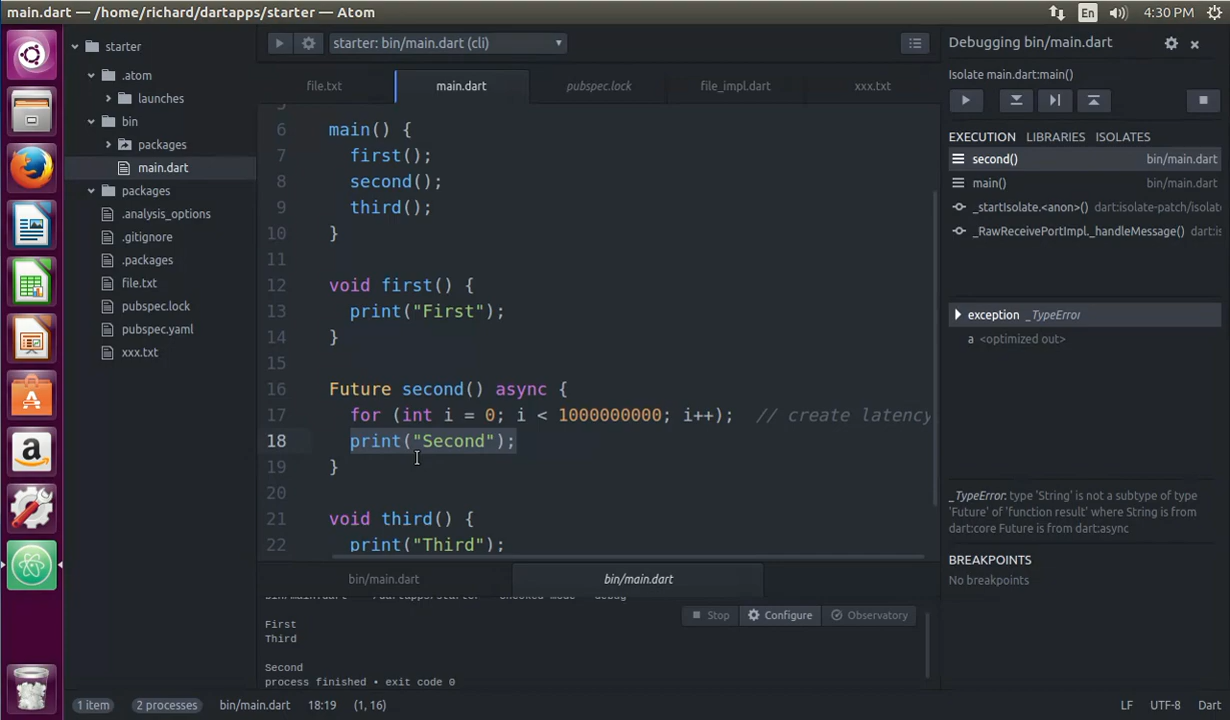 main.dart — /home/richard/dartapps/starter — Atom
En
4:30 PM
starter
.atom
launches
bin
packages
main.dart
packages
.analysis_options
.gitignore
.packages
file.txt
pubspec.lock
pubspec.yaml
xxx.txt
starter: bin/main.dart (cli)
file.txt
main.dart
pubspec.lock
file_impl.dart
xxx.txt
6 main() {
7 first();
8 second();
9 third();
10 }
11
12 void first() {
13 print("First");
14 }
15
16 Future second() async {
17 for (int i = 0; i < 1000000000; i++); // create latency
18 print("Second");
19 }
20
21 void third() {
22 print("Third");
bin/main.dart
bin/main.dart
Stop
Configure
Observatory
First
Third
Second
process finished • exit code 0
Debugging bin/main.dart
Isolate main.dart:main()
EXECUTION LIBRARIES ISOLATES
second() bin/main.dart
main() bin/main.dart
_startIsolate.<anon>() dart:isolate-patch/isolat
_RawReceivePortImpl._handleMessage() dart:is
exception _TypeError
a <optimized out>
_TypeError: type 'String' is not a subtype of type
'Future' of 'function result' where String is from
dart:core Future is from dart:async
BREAKPOINTS
No breakpoints
1 item
2 processes
bin/main.dart
18:19
(1, 16)
LF
UTF-8
Dart